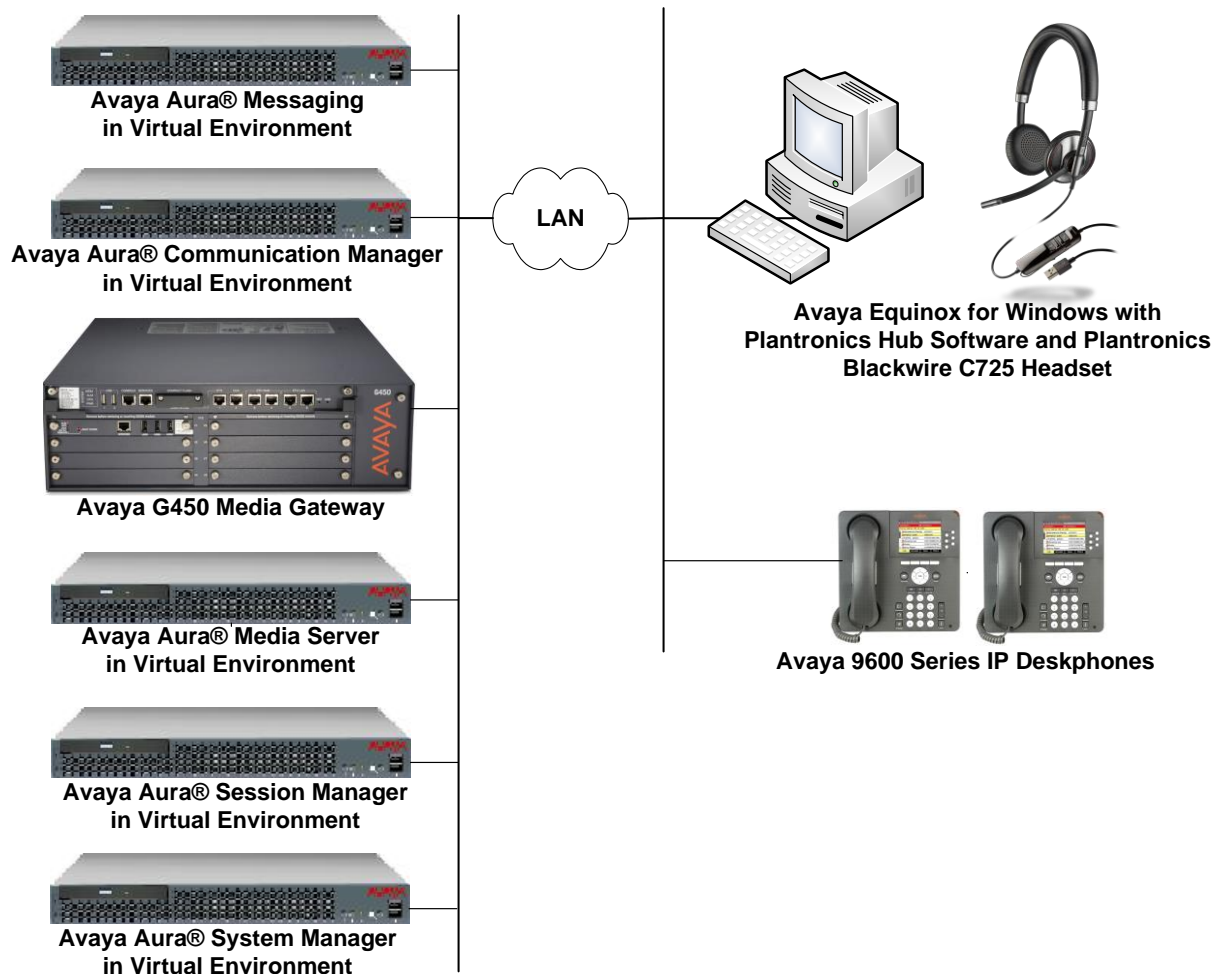 Avaya Aura® Messaging
in Virtual Environment
Avaya Aura® Communication Manager
in Virtual Environment
G450
AVAYA
Avaya G450 Media Gateway
Avaya Aura® Media Server
in Virtual Environment
Avaya Aura® Session Manager
in Virtual Environment
Avaya Aura® System Manager
in Virtual Environment
LAN
Avaya Equinox for Windows with
Plantronics Hub Software and Plantronics
Blackwire C725 Headset
Avaya 9600 Series IP Deskphones